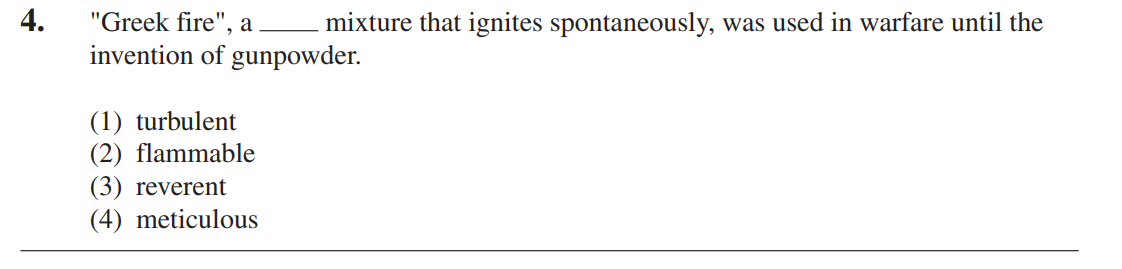 4. "Greek fire", a _____ mixture that ignites spontaneously, was used in warfare until the
invention of gunpowder.
(1) turbulent
(2) flammable
(3) reverent
(4) meticulous